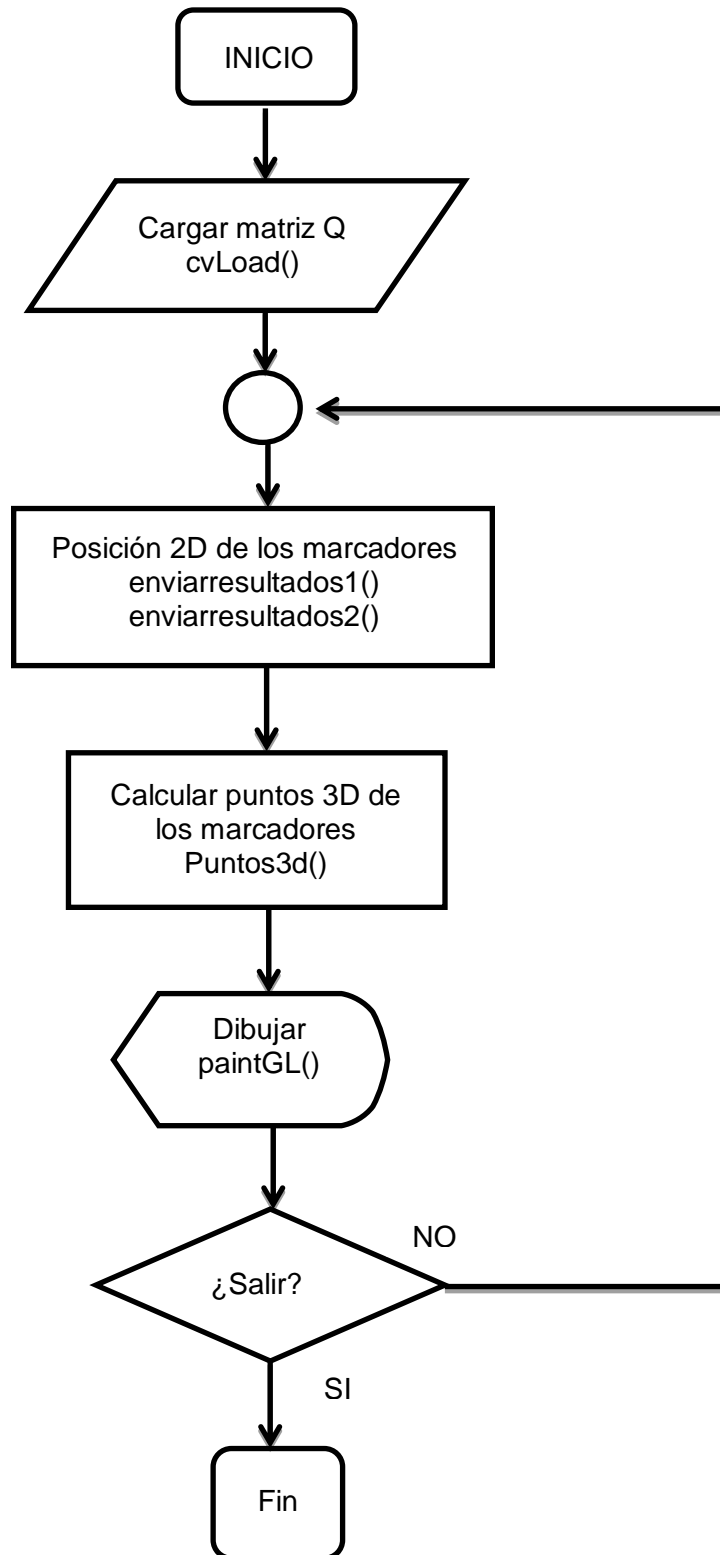 INICIO
Cargar matriz Q
cvLoad()
Posición 2D de los marcadores
enviarresultados1()
enviarresultados2()
Calcular puntos 3D de
los marcadores
Puntos3d()
Dibujar
paintGL()
NO
¿Salir?
SI
Fin